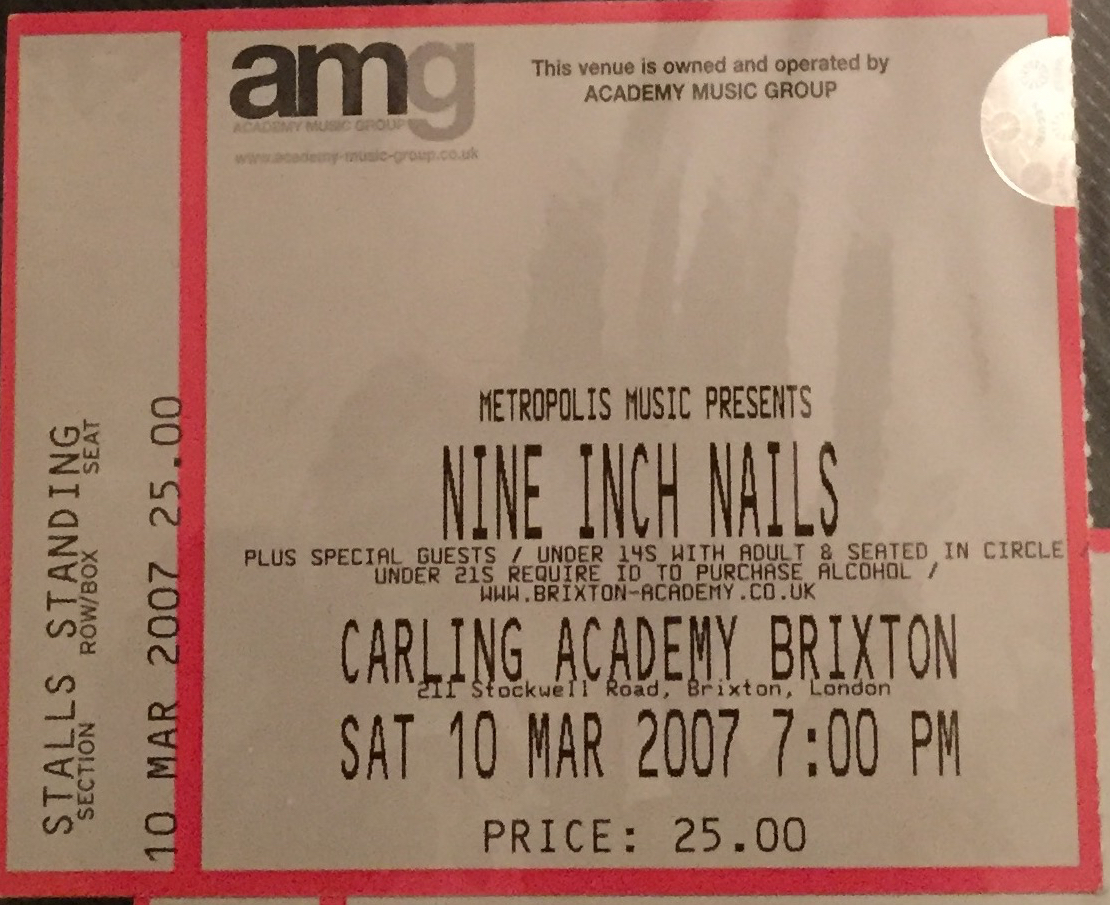 amg
ACADEMY MUSIC GROUP
www.academy-music-group.co.uk
This venue is owned and operated by
ACADEMY MUSIC GROUP
METROPOLIS MUSIC PRESENTS
NINE INCH NAILS
PLUS SPECIAL GUESTS / UNDER 14S WITH ADULT & SEATED IN CIRCLE
UNDER 21S REQUIRE ID TO PURCHASE ALCOHOL /
WWW.BRIXTON-ACADEMY.CO.UK
CARLING ACADEMY BRIXTON
211 Stockwell Road, Brixton, London
SAT 10 MAR 2007 7:00 PM
PRICE: 25.00
STALLS STANDING
SECTION ROW/BOX SEAT
10 MAR 2007 25.00